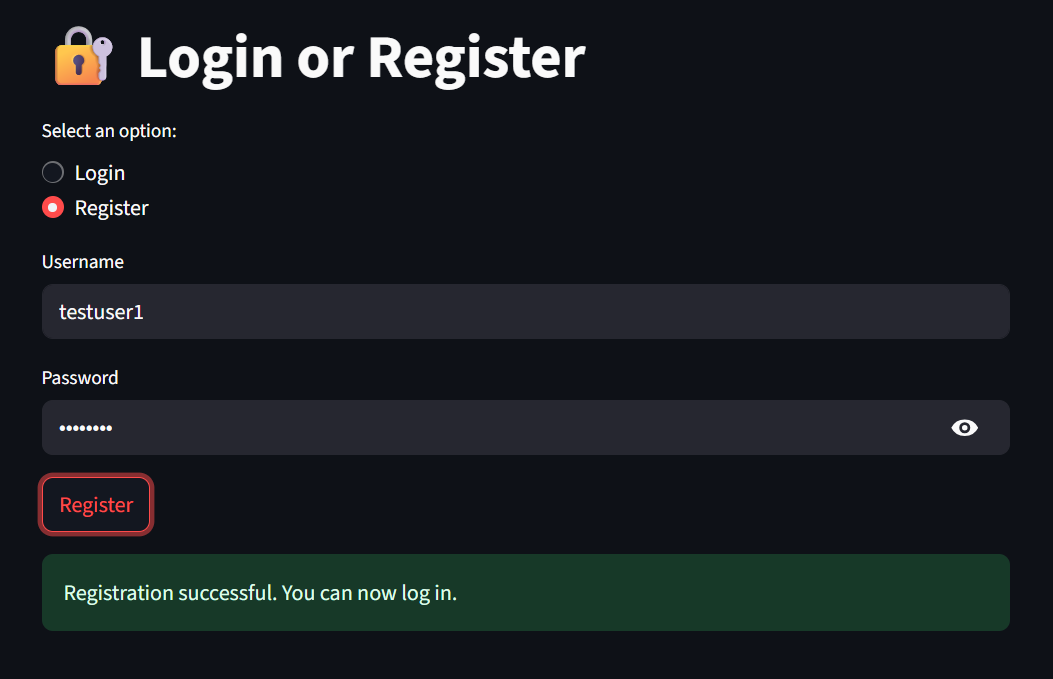 Login or Register
Select an option:
Login
Register
Username
testuser1
Password
••••••••
Register
Registration successful. You can now log in.